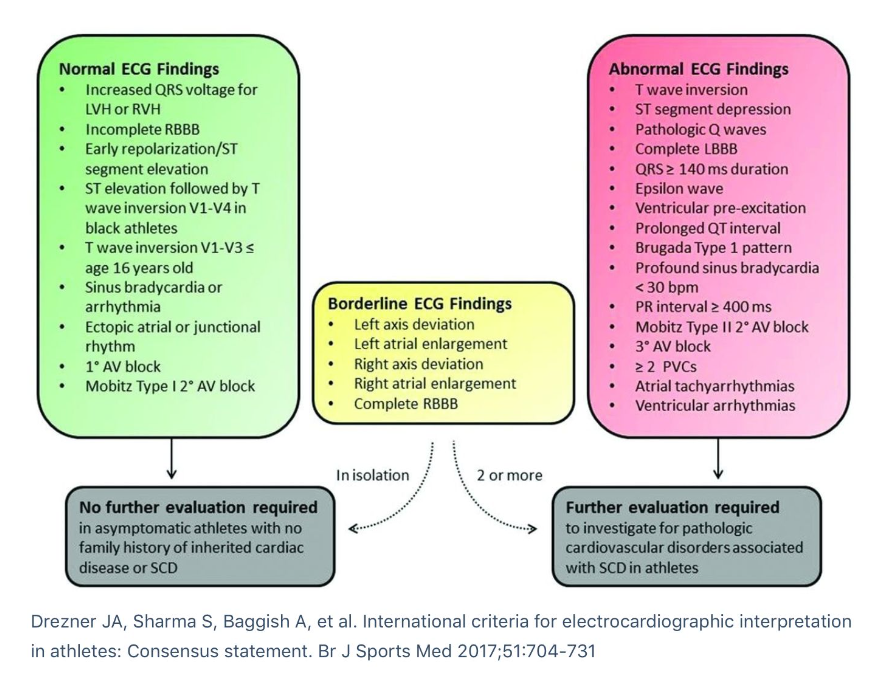 Normal ECG Findings
• Increased QRS voltage for
LVH or RVH
• Incomplete RBBB
• Early repolarization/ST
segment elevation
• ST elevation followed by T
wave inversion V1-V4 in
black athletes
• T wave inversion V1-V3 ≤
age 16 years old
• Sinus bradycardia or
arrhythmia
• Ectopic atrial or junctional
rhythm
• 1° AV block
• Mobitz Type I 2° AV block
Borderline ECG Findings
• Left axis deviation
• Left atrial enlargement
• Right axis deviation
• Right atrial enlargement
• Complete RBBB
Abnormal ECG Findings
• T wave inversion
• ST segment depression
• Pathologic Q waves
• Complete LBBB
• QRS ≥ 140 ms duration
• Epsilon wave
• Ventricular pre-excitation
• Prolonged QT interval
• Brugada Type 1 pattern
• Profound sinus bradycardia
< 30 bpm
• PR interval ≥ 400 ms
• Mobitz Type II 2° AV block
• 3° AV block
• ≥ 2 PVCs
• Atrial tachyarrhythmias
• Ventricular arrhythmias
In isolation
2 or more
No further evaluation required
in asymptomatic athletes with no
family history of inherited cardiac
disease or SCD
Further evaluation required
to investigate for pathologic
cardiovascular disorders associated
with SCD in athletes
Drezner JA, Sharma S, Baggish A, et al. International criteria for electrocardiographic interpretation
in athletes: Consensus statement. Br J Sports Med 2017;51:704-731